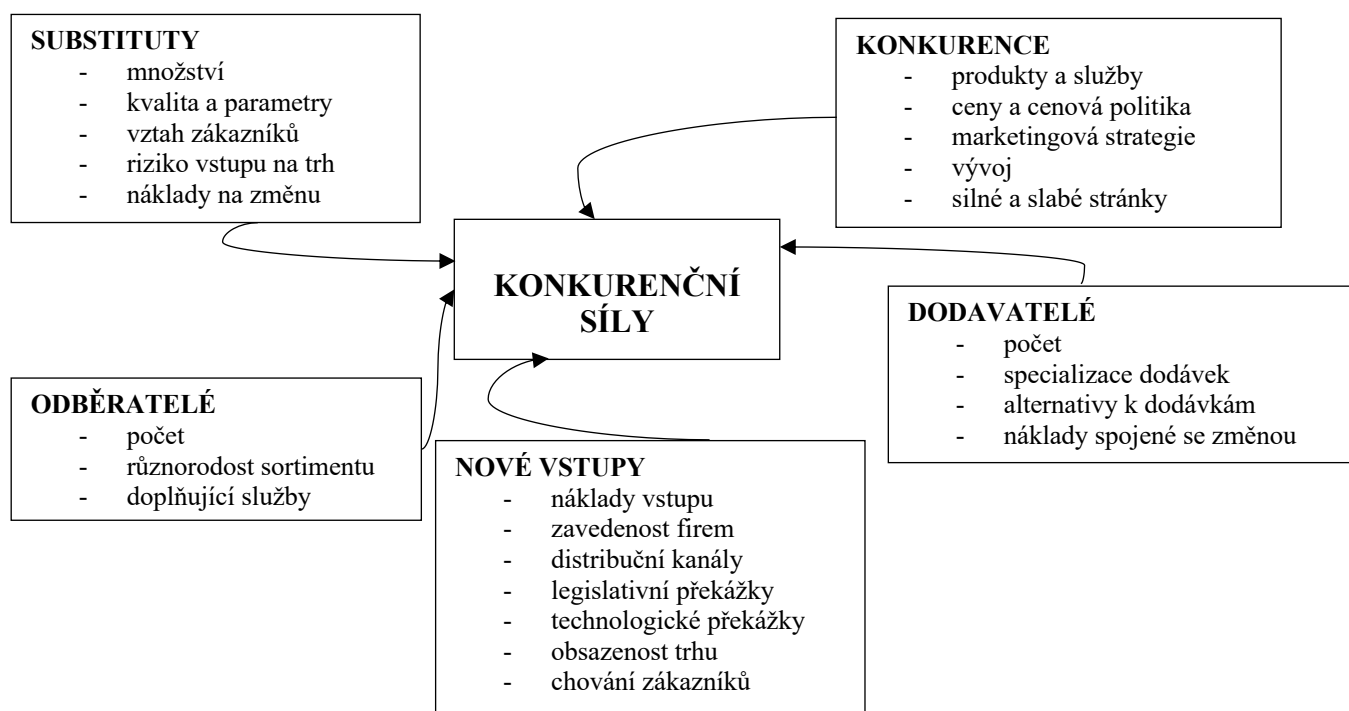 SUBSTITUTY
- množství
- kvalita a parametry
- vztah zákazníků
- riziko vstupu na trh
- náklady na změnu
KONKURENCE
- produkty a služby
- ceny a cenová politika
- marketingová strategie
- vývoj
- silné a slabé stránky
KONKURENČNÍ
SÍLY
DODAVATELÉ
- počet
- specializace dodávek
- alternativy k dodávkám
- náklady spojené se změnou
ODBĚRATELÉ
- počet
- různorodost sortimentu
- doplňující služby
NOVÉ VSTUPY
- náklady vstupu
- zavedenost firem
- distribuční kanály
- legislativní překážky
- technologické překážky
- obsazenost trhu
- chování zákazníků